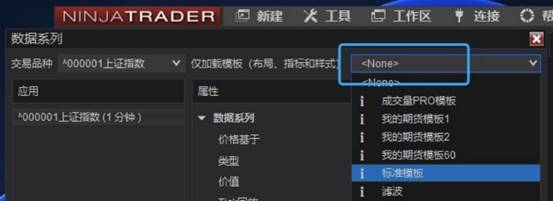 NINJATRADER 新建 工具 工作区 连接
数据系列
交易品种 ^000001上证指数 仅加载模板（布局、指标和样式） <None>
应用 属性 <None>
^000001上证指数 (1 分钟) 数据系列 成交量PRO模板
价格基于 我的期货模板1
类型 我的期货模板2
价值 我的期货模板60
标准模板
滤波